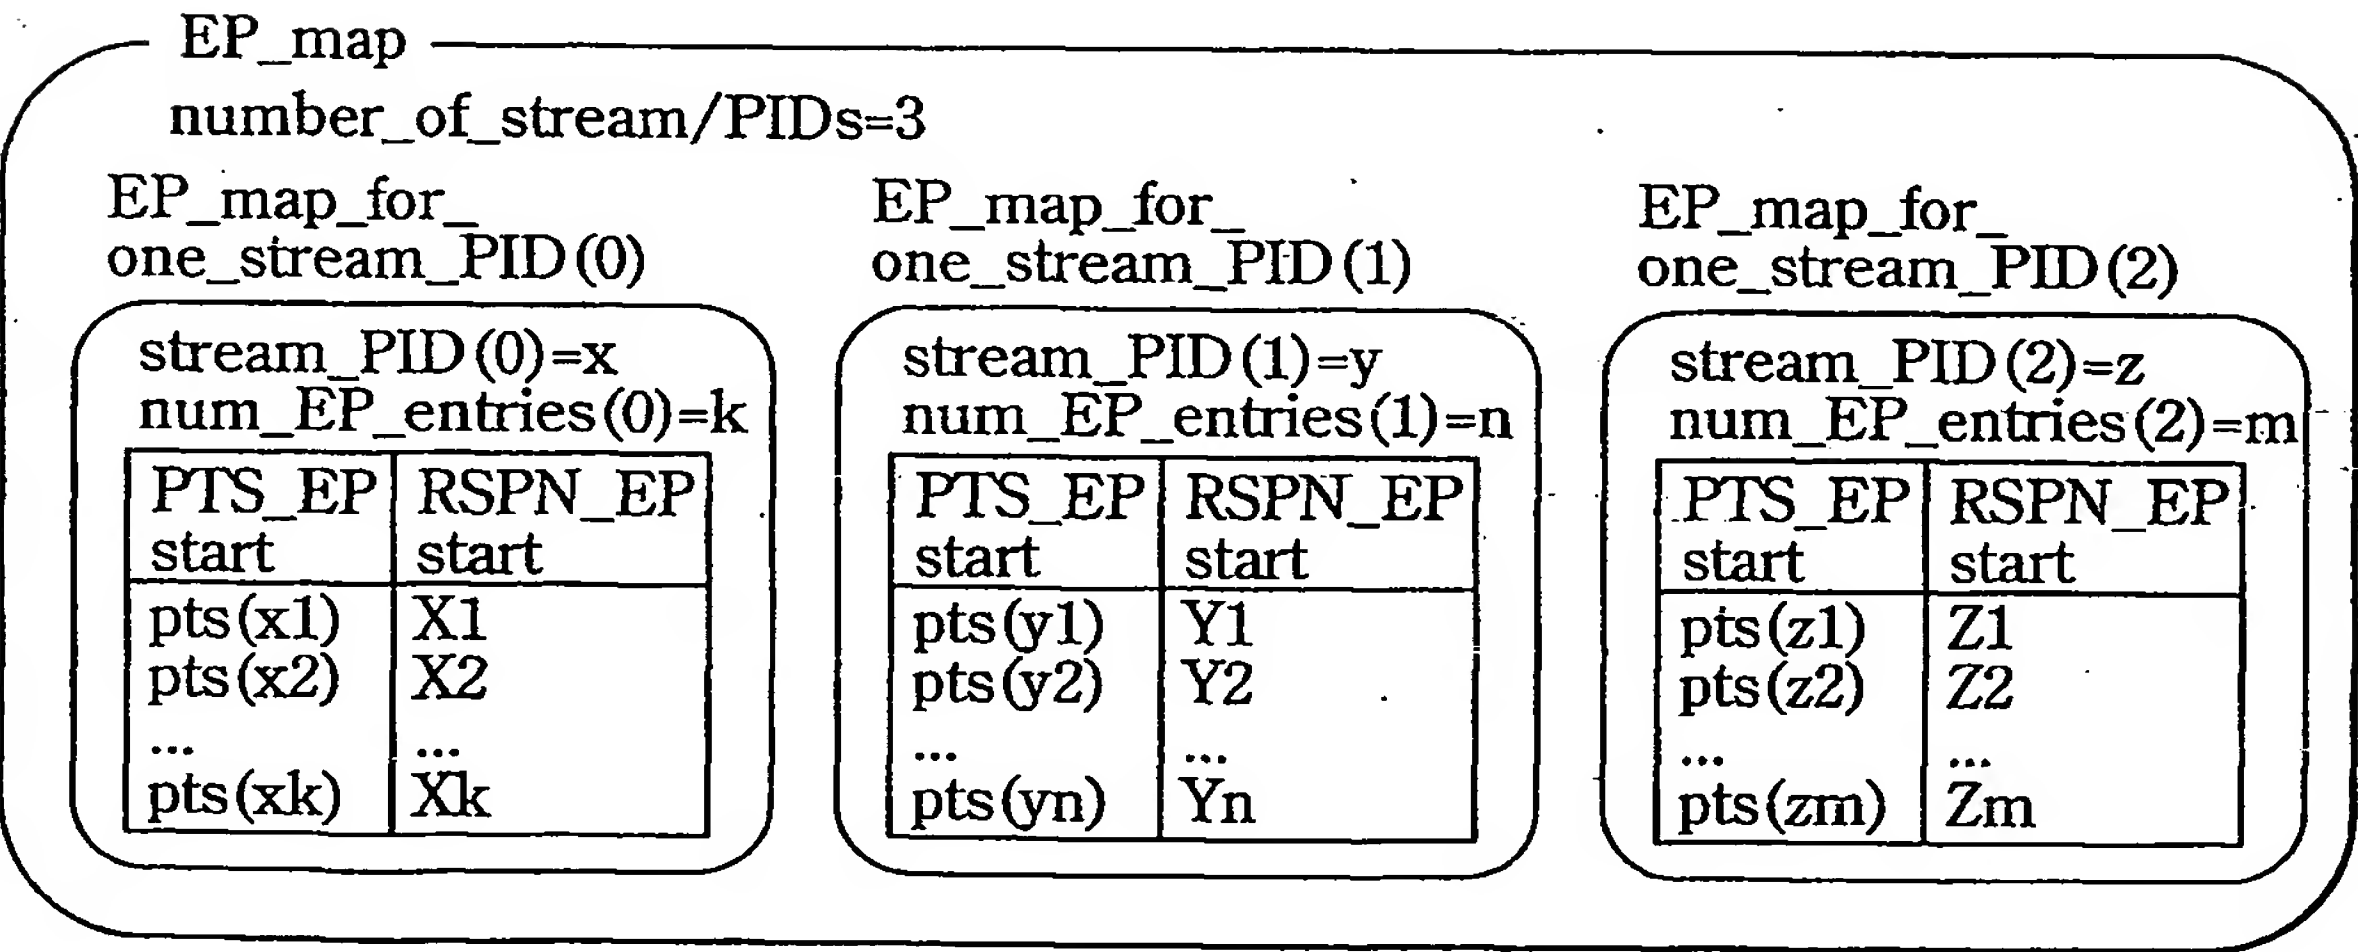 EP_map
number_of_stream/PIDs=3
EP_map_for_
one_stream_PID(0)
stream_PID(0)=x
num_EP_entries(0)=k
PTS_EP RSPN_EP
start start
pts(x1) X1
pts(x2) X2
... ...
pts(xk) Xk
EP_map_for_
one_stream_PID(1)
stream_PID(1)=y
num_EP_entries(1)=n
PTS_EP RSPN_EP
start start
pts(y1) Y1
pts(y2) Y2
... ...
pts(yn) Yn
EP_map_for_
one_stream_PID(2)
stream_PID(2)=z
num_EP_entries(2)=m
PTS_EP RSPN_EP
start start
pts(z1) Z1
pts(z2) Z2
... ...
pts(zm) Zm